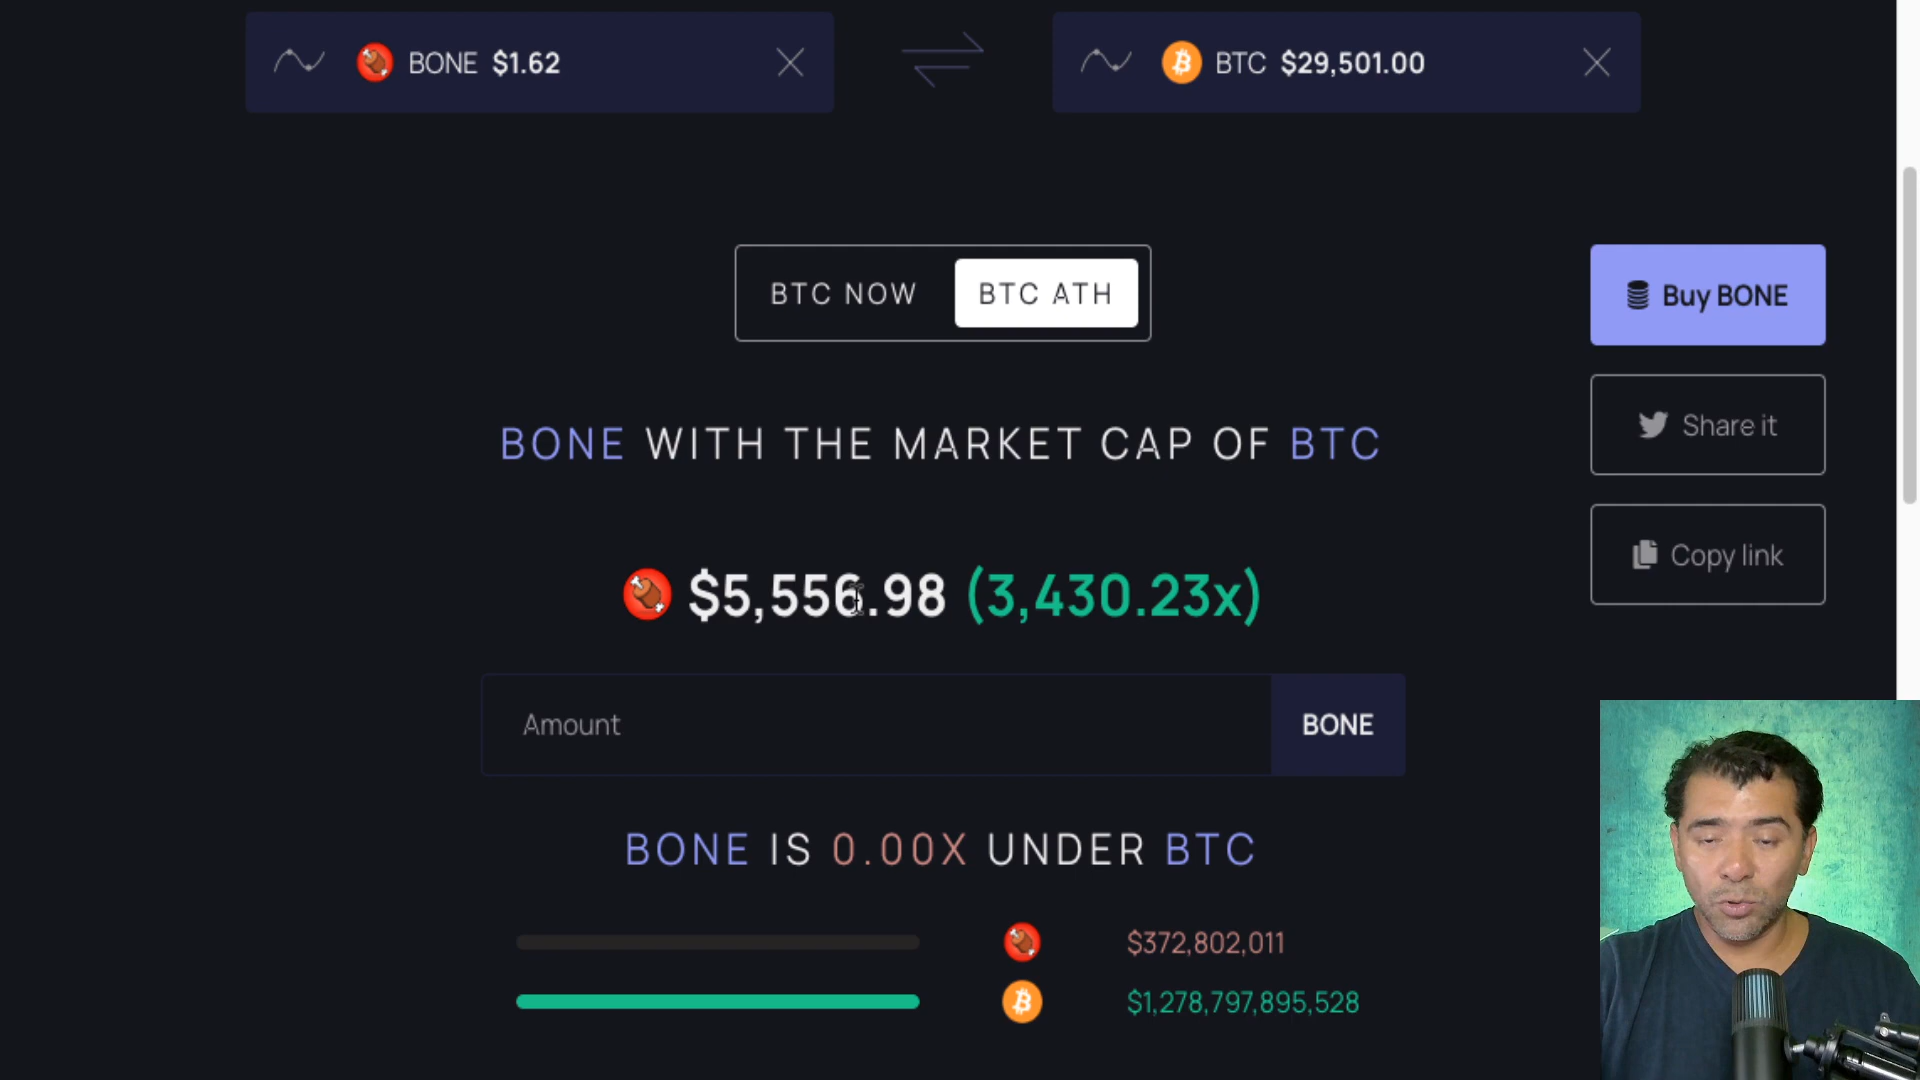 BONE $1.62
BTC $29,501.00
BTC NOW BTC ATH
Buy BONE
Share it
BONE WITH THE MARKET CAP OF BTC
Copy link
$5,556.98 (3,430.23x)
Amount BONE
BONE IS 0.00X UNDER BTC
$372,802,011
$1,278,797,895,528